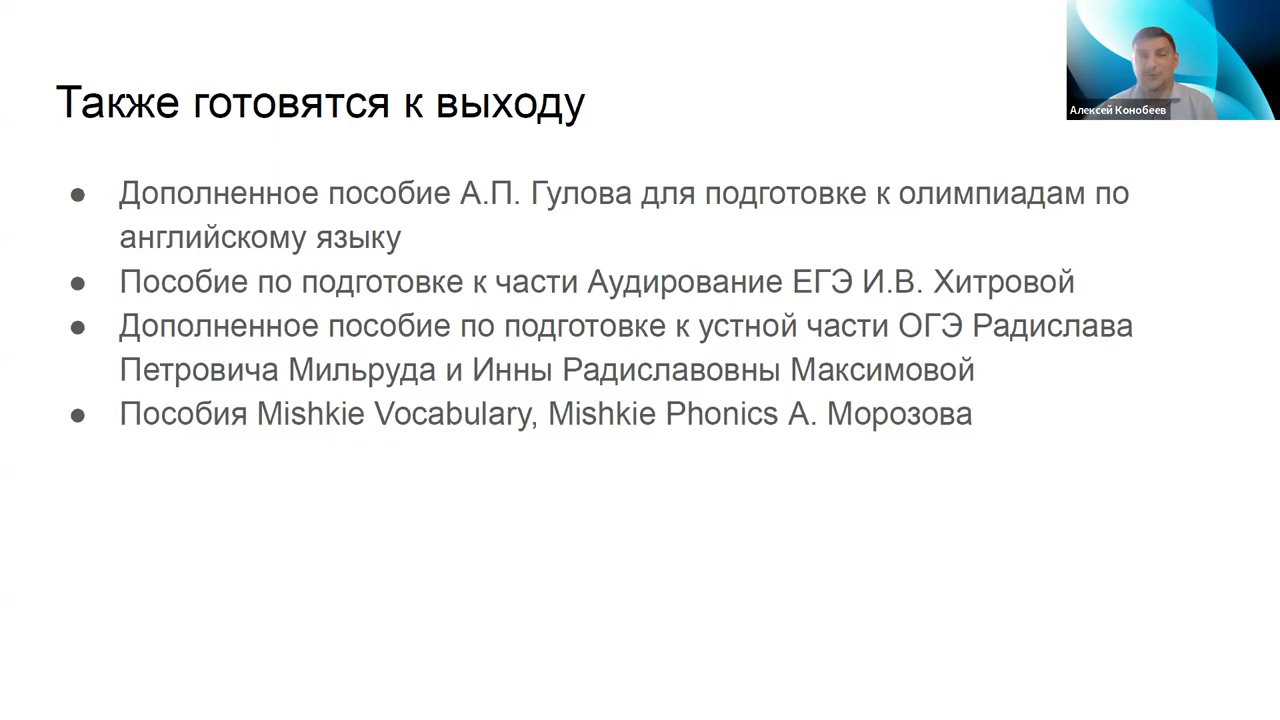 Также готовятся к выходу
Алексей Конобеев
● Дополненное пособие А.П. Гулова для подготовке к олимпиадам по
английскому языку
● Пособие по подготовке к части Аудирование ЕГЭ И.В. Хитровой
● Дополненное пособие по подготовке к устной части ОГЭ Радислава
Петровича Мильруда и Инны Радиславовны Максимовой
● Пособия Mishkie Vocabulary, Mishkie Phonics А. Морозова